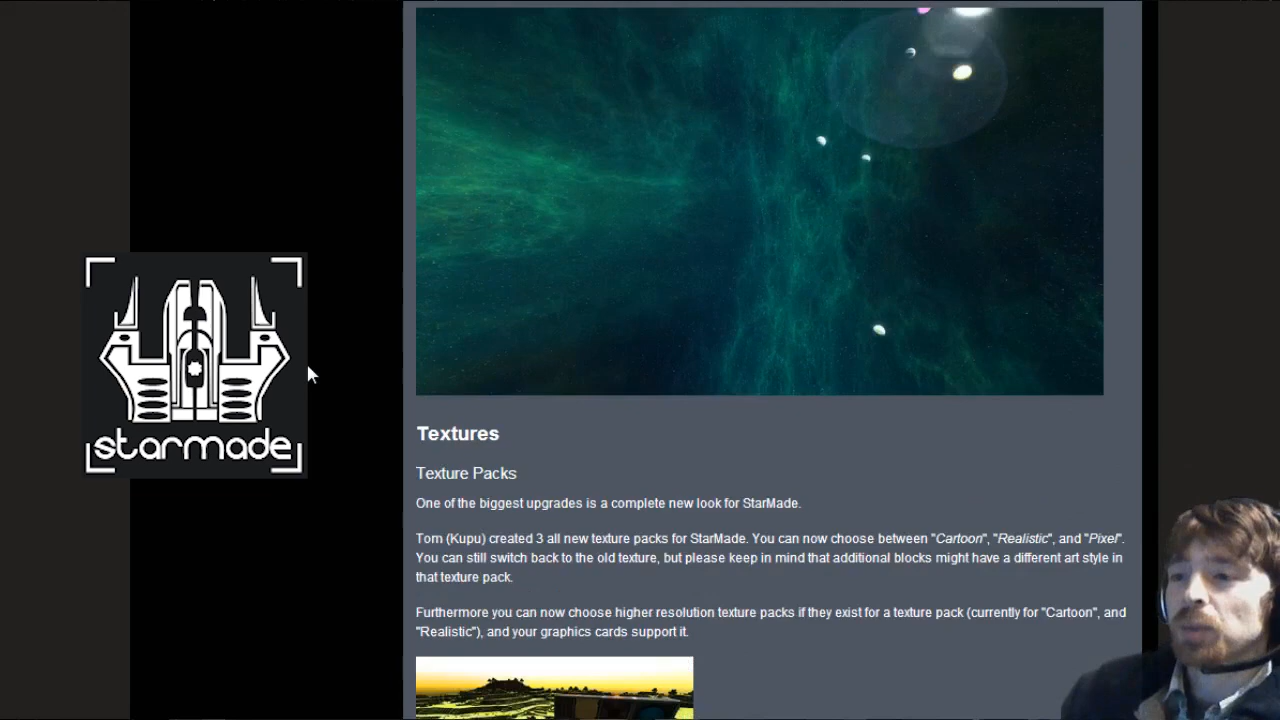 starmade
Textures
Texture Packs
One of the biggest upgrades is a complete new look for StarMade.
Tom (Kupu) created 3 all new texture packs for StarMade. You can now choose between "Cartoon", "Realistic", and "Pixel".
You can still switch back to the old texture, but please keep in mind that additional blocks might have a different art style in
that texture pack.
Furthermore you can now choose higher resolution texture packs if they exist for a texture pack (currently for "Cartoon", and
"Realistic"), and your graphics cards support it.